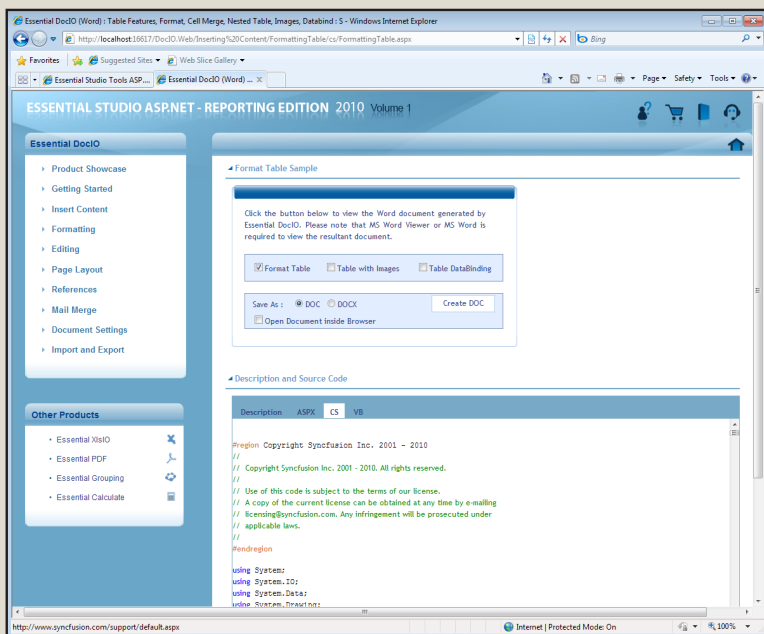 Essential DocIO (Word) : Table Features, Format, Cell Merge, Nested Table, Images, Databind : S - Windows Internet Explorer
http://localhost:16617/DocIO.Web/Inserting%20Content/FormattingTable/cs/FormattingTable.aspx
Bing
Favorites Suggested Sites Web Slice Gallery
Essential Studio Tools ASP.... Essential DocIO (Word) ... X Page Safety Tools
ESSENTIAL STUDIO ASP.NET - REPORTING EDITION 2010 Volume 1
Essential DocIO
Product Showcase
Getting Started
Insert Content
Formatting
Editing
Page Layout
References
Mail Merge
Document Settings
Import and Export
Other Products
Essential XlsIO
Essential PDF
Essential Grouping
Essential Calculate
Format Table Sample
Click the button below to view the Word document generated by
Essential DocIO. Please note that MS Word Viewer or MS Word is
required to view the resultant document.
Format Table Table with Images Table DataBinding
Save As : DOC DOCX Create DOC
Open Document inside Browser
Description and Source Code
Description ASPX CS VB
#region Copyright Syncfusion Inc. 2001 - 2010
//
// Copyright Syncfusion Inc. 2001 - 2010. All rights reserved.
//
// Use of this code is subject to the terms of our license.
// A copy of the current license can be obtained at any time by e-mailing
// licensing@syncfusion.com. Any infringement will be prosecuted under
// applicable laws.
//
#endregion
using System;
using System.IO;
using System.Data;
using System.Drawing;
http://www.syncfusion.com/support/default.aspx Internet | Protected Mode: On 100%